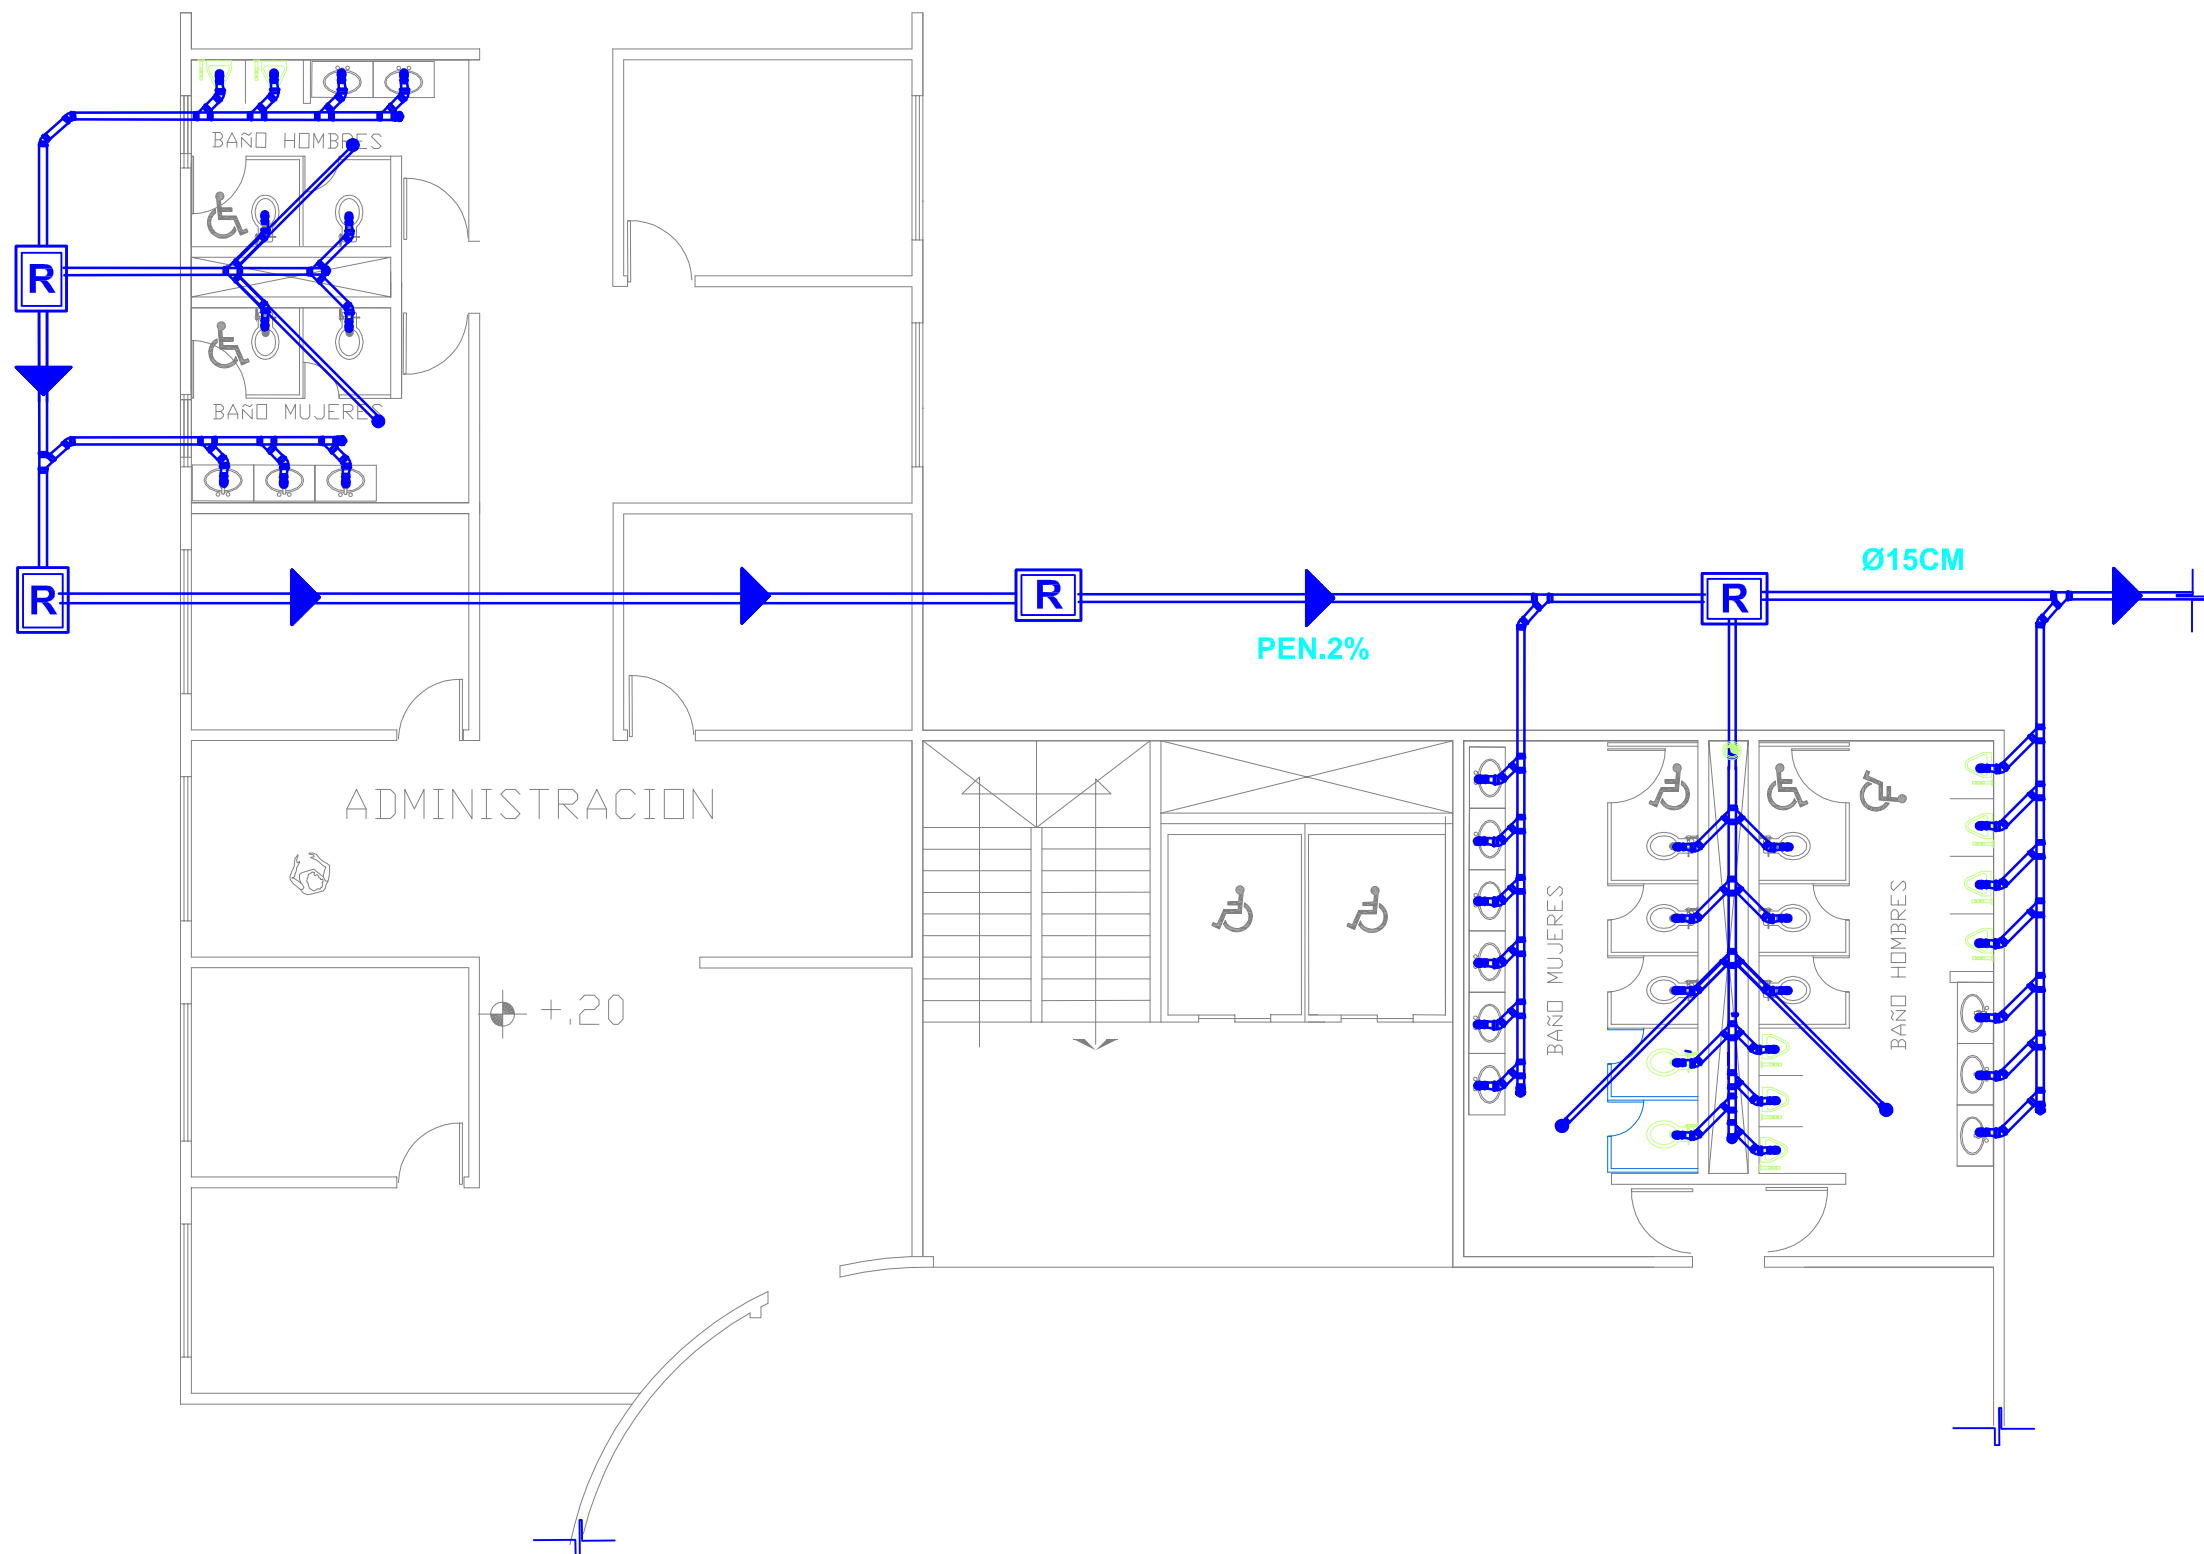 BAÑO HOMBRES
R
BAÑO MUJERES
R
R
R
Ø15CM
PEN.2%
ADMINISTRACION
BAÑO MUJERES
BAÑO HOMBRES
+.20